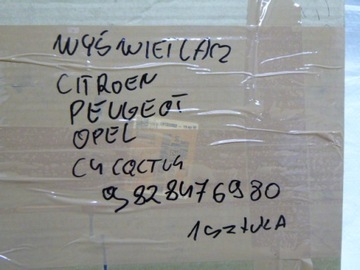 WYŚWIETLACZ
CITROEN
PEUGEOT
OPEL
C4 CACTUS
9828476980
1 SZTUKA